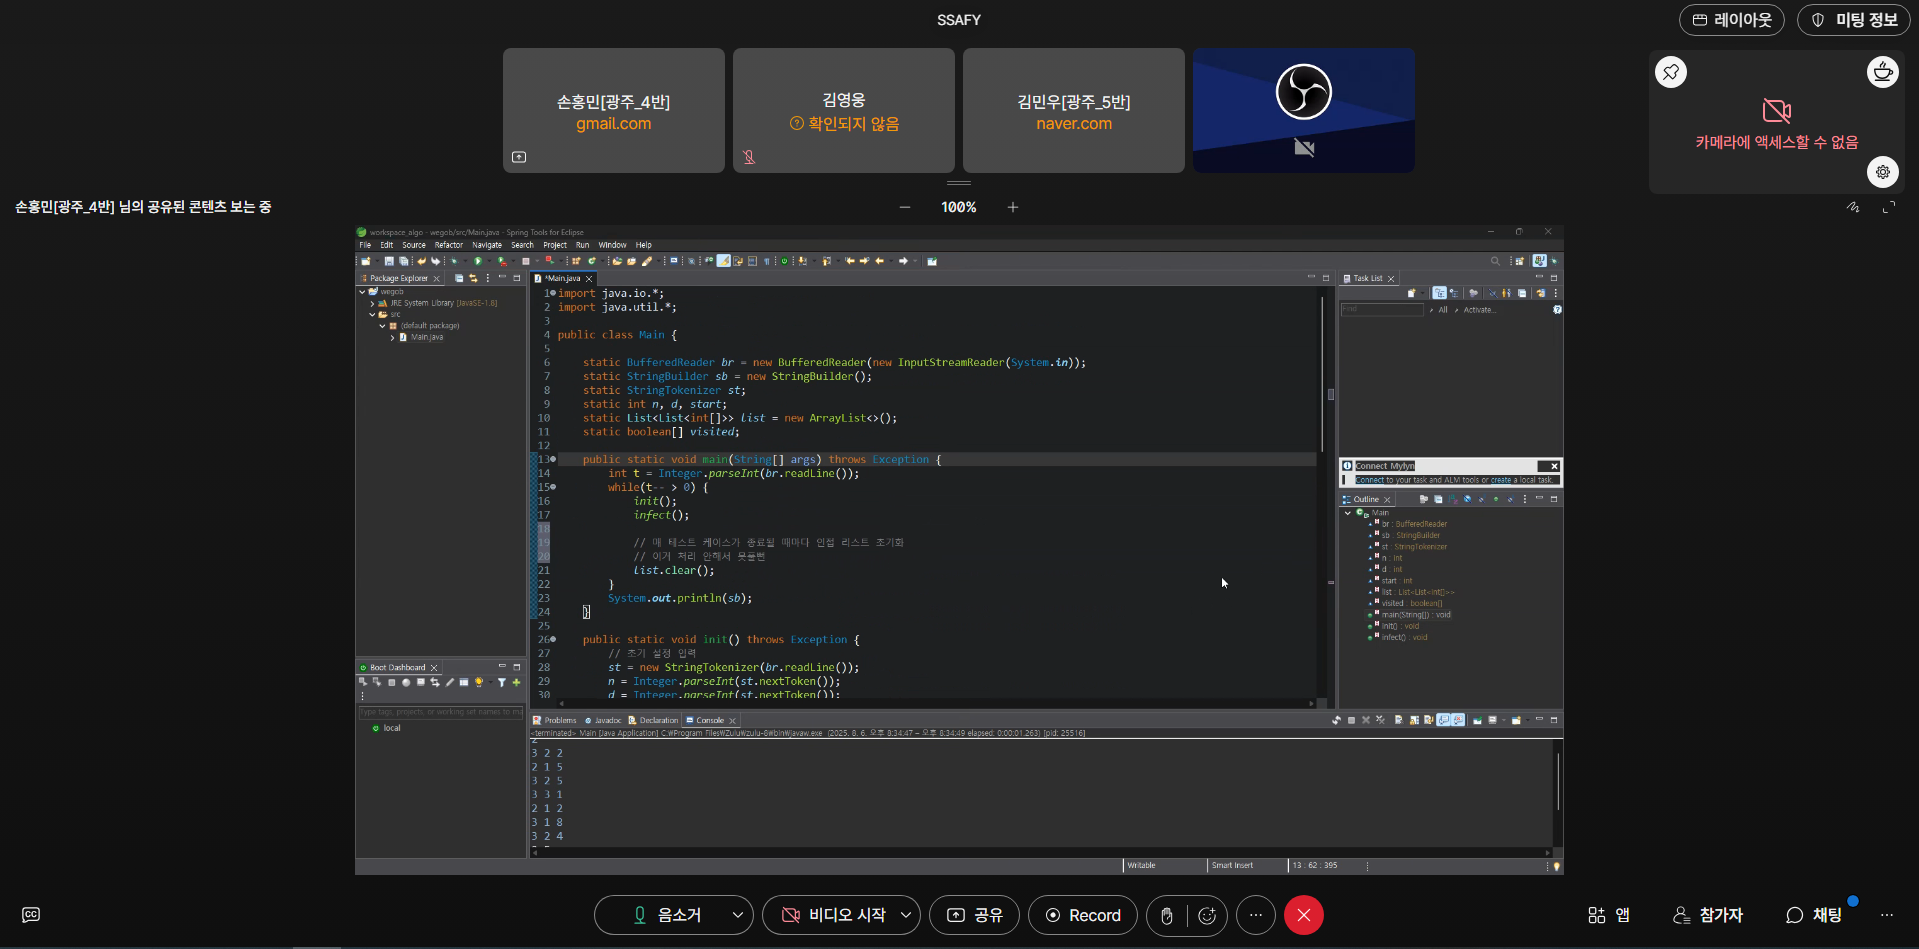 SSAFY
레이아웃
미팅 정보
손홍민[광주_4반]
gmail.com
김영웅
확인되지 않음
김민우[광주_5반]
naver.com
카메라에 액세스할 수 없음
손홍민[광주_4반] 님의 공유된 콘텐츠 보는 중
100%
workspace_algo - wegob/src/Main.java - Spring Tools for Eclipse
File Edit Source Refactor Navigate Search Project Run Window Help
Package Explorer
wegob
JRE System Library [JavaSE-1.8]
src
(default package)
Main.java
*Main.java
1 import java.io.*;
2 import java.util.*;
3
4 public class Main {
5
6 static BufferedReader br = new BufferedReader(new InputStreamReader(System.in));
7 static StringBuilder sb = new StringBuilder();
8 static StringTokenizer st;
9 static int n, d, start;
10 static List<List<int[]>> list = new ArrayList<>();
11 static boolean[] visited;
12
13 public static void main(String[] args) throws Exception {
14 int t = Integer.parseInt(br.readLine());
15 while(t-- > 0) {
16 init();
17 infect();
18
19 // 매 테스트 케이스가 종료될 때마다 인접 리스트 초기화
20 // 이거 처리 안해서 못풀뻔
21 list.clear();
22 }
23 System.out.println(sb);
24 }
25
26 public static void init() throws Exception {
27 // 초기 설정 입력
28 st = new StringTokenizer(br.readLine());
29 n = Integer.parseInt(st.nextToken());
30 d = Integer.parseInt(st.nextToken());
Task List
Find
All
Activate...
Connect Mylyn
Connect to your task and ALM tools or create a local task.
Outline
Main
br : BufferedReader
sb : StringBuilder
st : StringTokenizer
n : int
d : int
start : int
list : List<List<int[]>>
visited : boolean[]
main(String[]) : void
init() : void
infect() : void
Boot Dashboard
Type tags, projects, or working set names to ma
local
Problems Javadoc Declaration Console
<terminated> Main [Java Application] C:₩Program Files₩Zulu₩zulu-8₩bin₩javaw.exe (2025. 8. 6. 오후 8:34:47 – 오후 8:34:49 elapsed: 0:00:01.263) [pid: 25516]
3 2 2
2 1 5
3 2 5
3 3 1
2 1 2
3 1 8
3 2 4
Writable
Smart Insert
13 : 62 : 395
CC
음소거
비디오 시작
공유
Record
앱
참가자
채팅